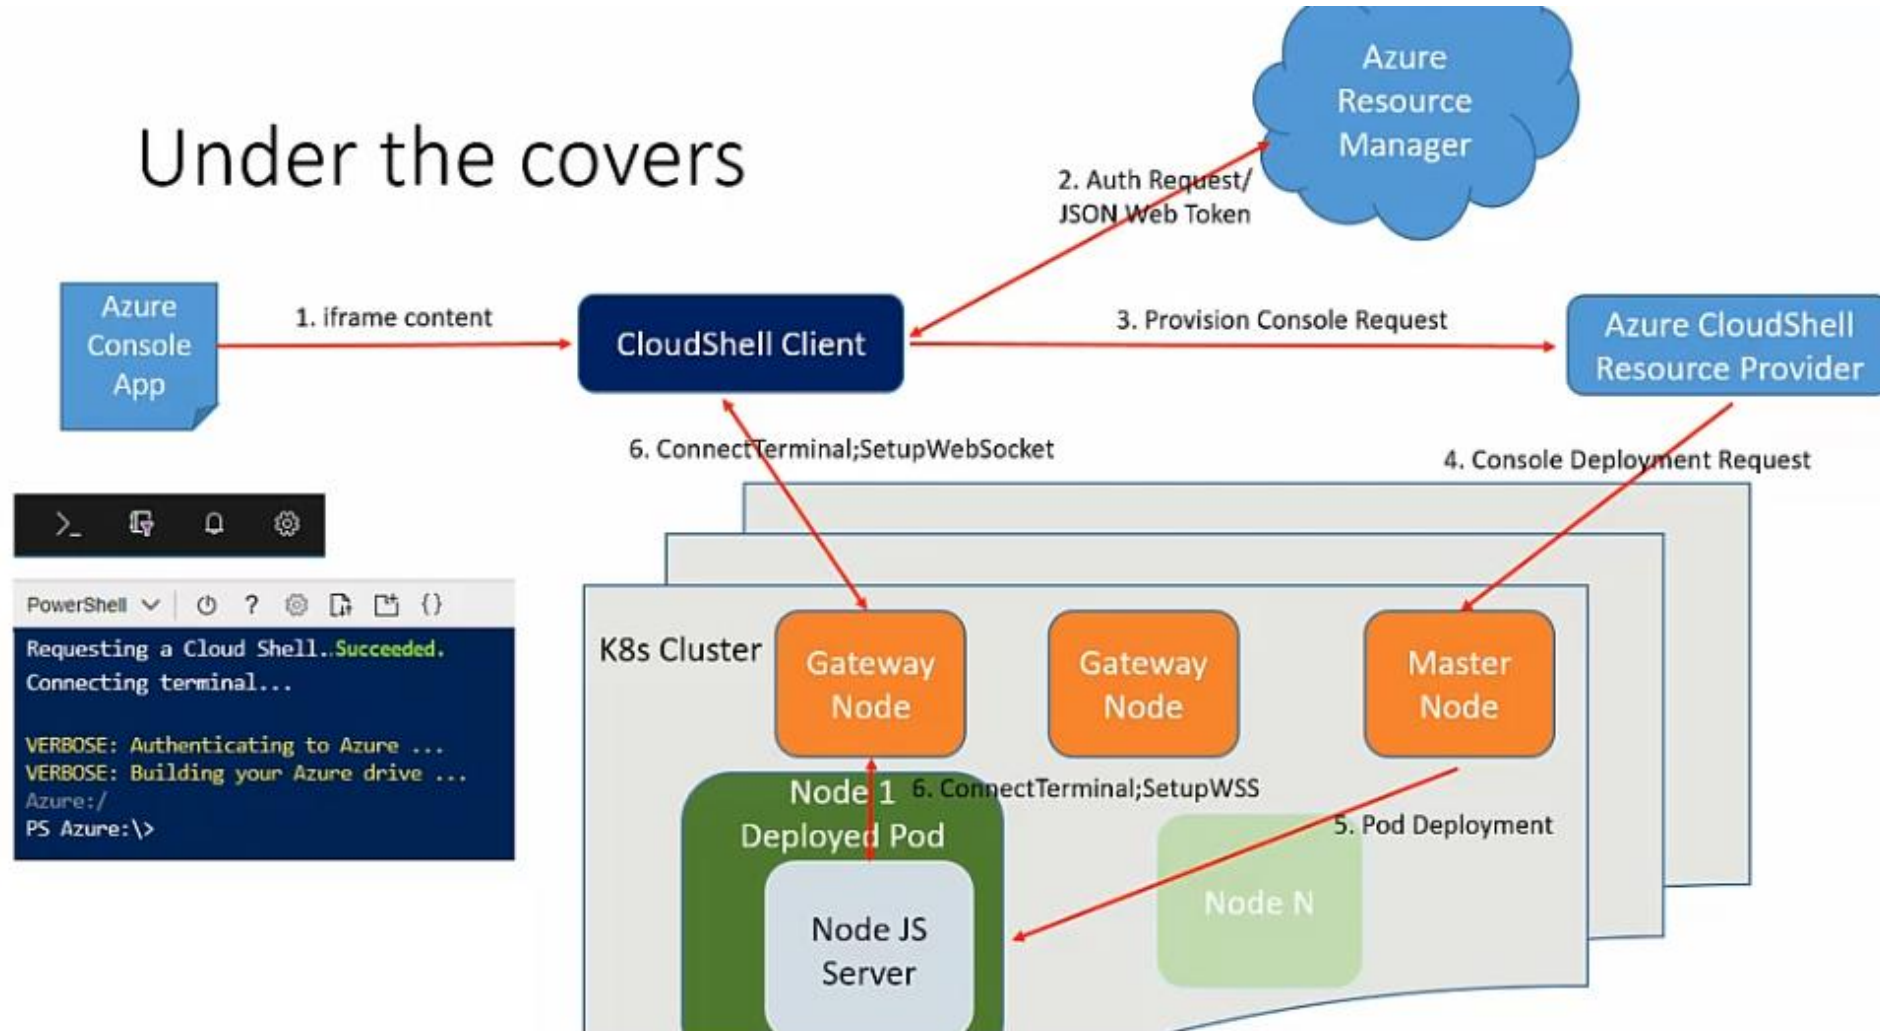 Under the covers
Azure
Resource
Manager
2. Auth Request/
JSON Web Token
Azure
Console
App
1. iframe content
CloudShell Client
3. Provision Console Request
Azure CloudShell
Resource Provider
6. ConnectTerminal;SetupWebSocket
4. Console Deployment Request
>_
PowerShell
?
{}
Requesting a Cloud Shell..Succeeded.
Connecting terminal...
VERBOSE: Authenticating to Azure ...
VERBOSE: Building your Azure drive ...
Azure:/
PS Azure:\>
K8s Cluster
Gateway
Node
Gateway
Node
Master
Node
Node 1
Deployed Pod
6. ConnectTerminal;SetupWSS
5. Pod Deployment
Node JS
Server
Node N